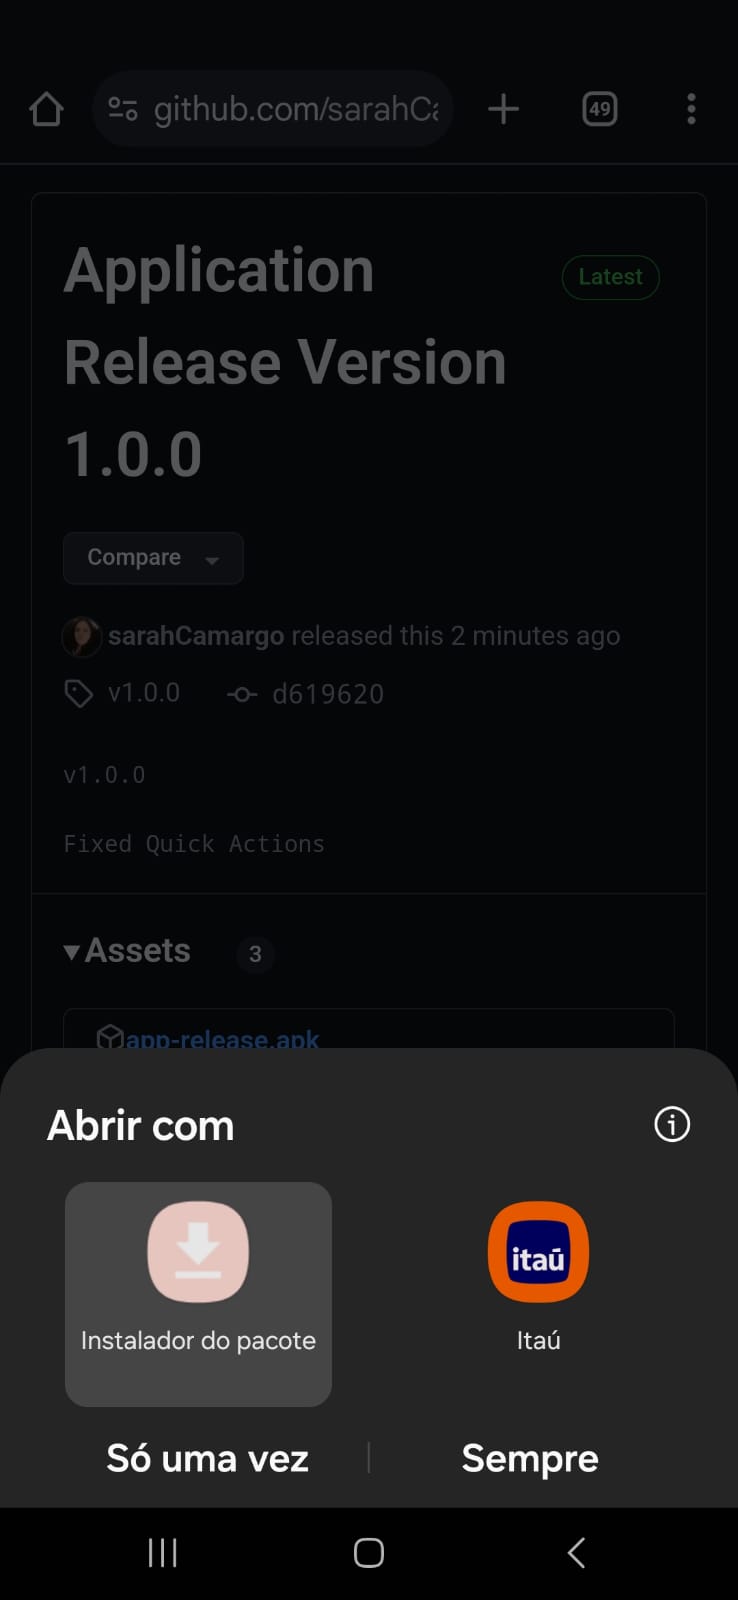 github.com/sarahCa
49
Application
Latest
Release Version
1.0.0
Compare
sarahCamargo released this 2 minutes ago
v1.0.0 d619620
v1.0.0
Fixed Quick Actions
Assets 3
app-release.apk
Abrir com
itaú
Instalador do pacote Itaú
Só uma vez Sempre